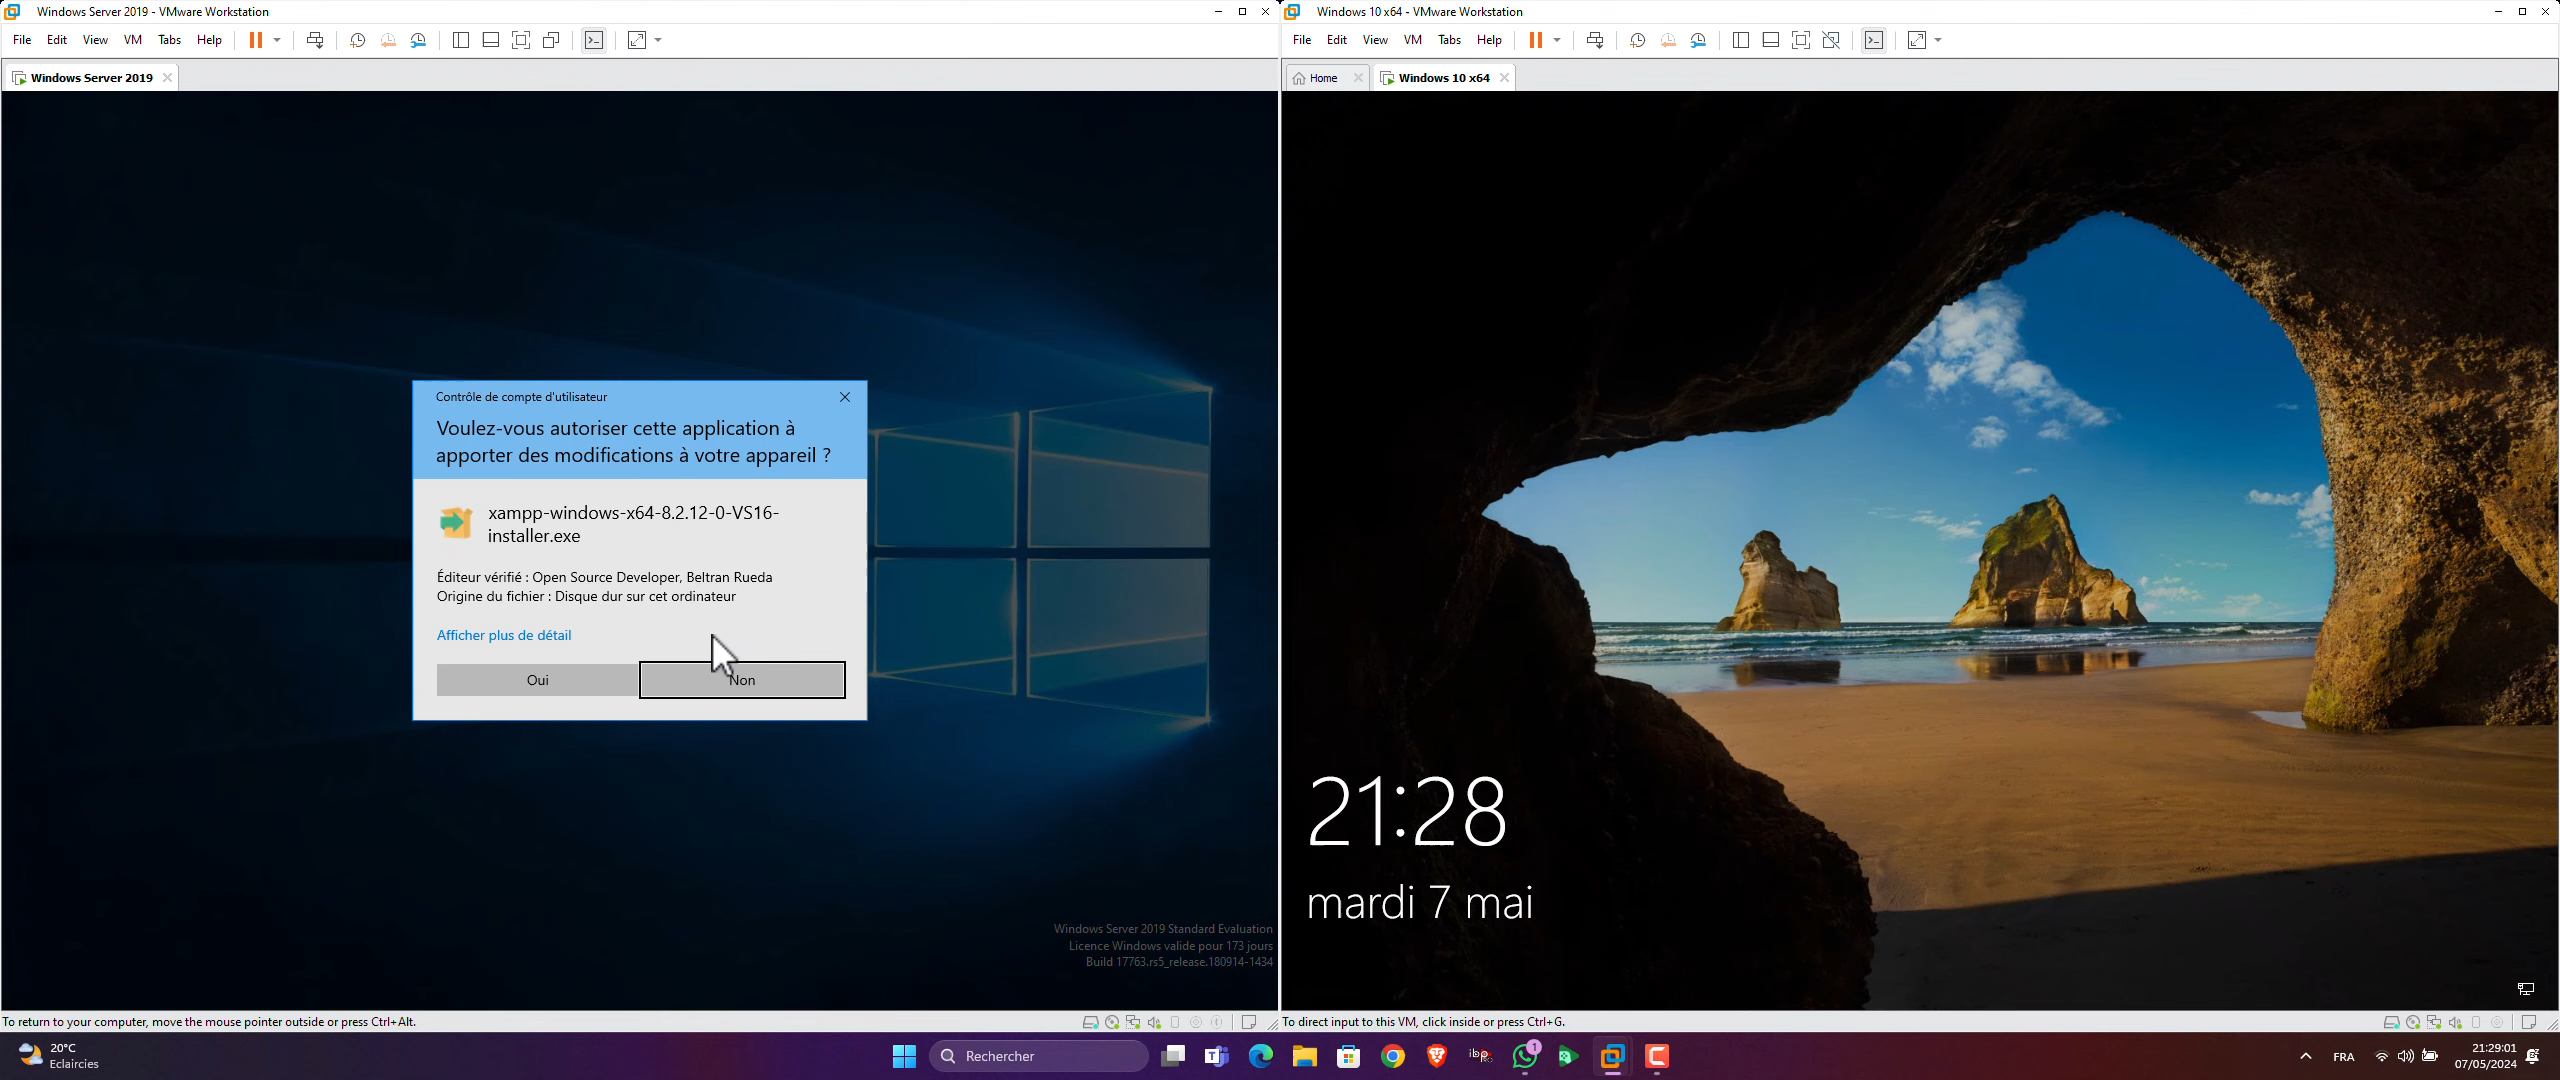 Windows Server 2019 - VMware Workstation
File Edit View VM Tabs Help
Windows Server 2019
Contrôle de compte d'utilisateur
Voulez-vous autoriser cette application à
apporter des modifications à votre appareil ?
xampp-windows-x64-8.2.12-0-VS16-
installer.exe
Éditeur vérifié : Open Source Developer, Beltran Rueda
Origine du fichier : Disque dur sur cet ordinateur
Afficher plus de détail
Oui
Non
Windows Server 2019 Standard Evaluation
Licence Windows valide pour 173 jours
Build 17763.rs5_release.180914-1434
To return to your computer, move the mouse pointer outside or press Ctrl+Alt.
Windows 10 x64 - VMware Workstation
File Edit View VM Tabs Help
Home
Windows 10 x64
21:28
mardi 7 mai
To direct input to this VM, click inside or press Ctrl+G.
20°C
Eclaircies
Rechercher
ibp
1
FRA
21:29:01
07/05/2024